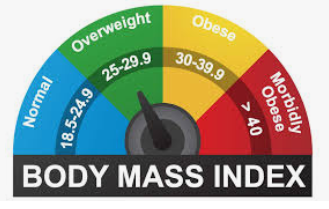 Normal
18.5-24.9
Overweight
25-29.9
Obese
30-39.9
Morbidly
Obese
> 40
BODY MASS INDEX